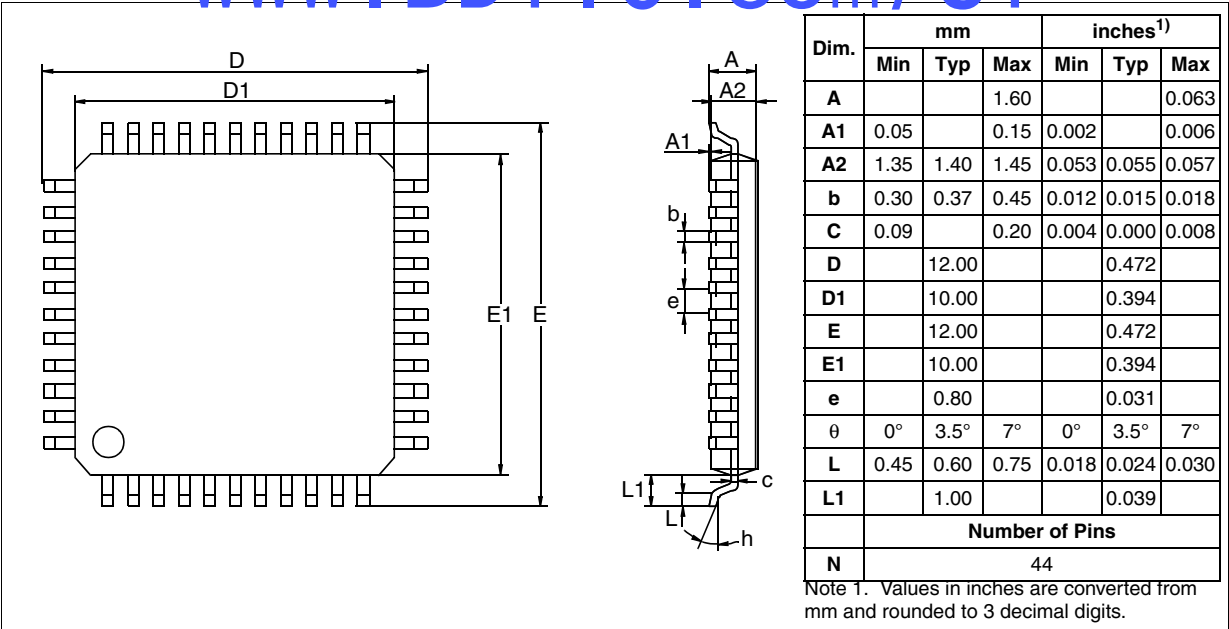 D
D1
E1
E
A
A2
A1
b
e
c
L1
L
h
Dim. mm inches1)
Min Typ Max Min Typ Max
A 1.60 0.063
A1 0.05 0.15 0.002 0.006
A2 1.35 1.40 1.45 0.053 0.055 0.057
b 0.30 0.37 0.45 0.012 0.015 0.018
C 0.09 0.20 0.004 0.000 0.008
D 12.00 0.472
D1 10.00 0.394
E 12.00 0.472
E1 10.00 0.394
e 0.80 0.031
θ 0° 3.5° 7° 0° 3.5° 7°
L 0.45 0.60 0.75 0.018 0.024 0.030
L1 1.00 0.039
Number of Pins
N 44
Note 1. Values in inches are converted from
mm and rounded to 3 decimal digits.